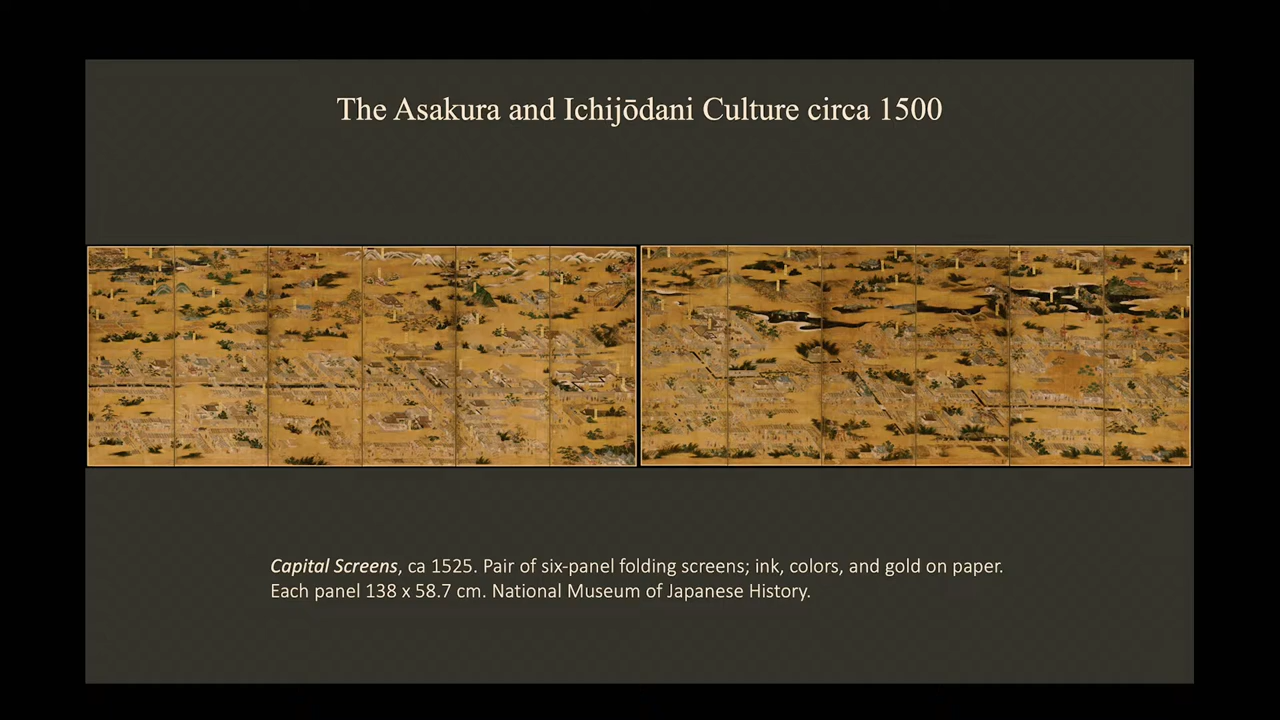 The Asakura and Ichijōdani Culture circa 1500
Capital Screens, ca 1525. Pair of six-panel folding screens; ink, colors, and gold on paper.
Each panel 138 x 58.7 cm. National Museum of Japanese History.